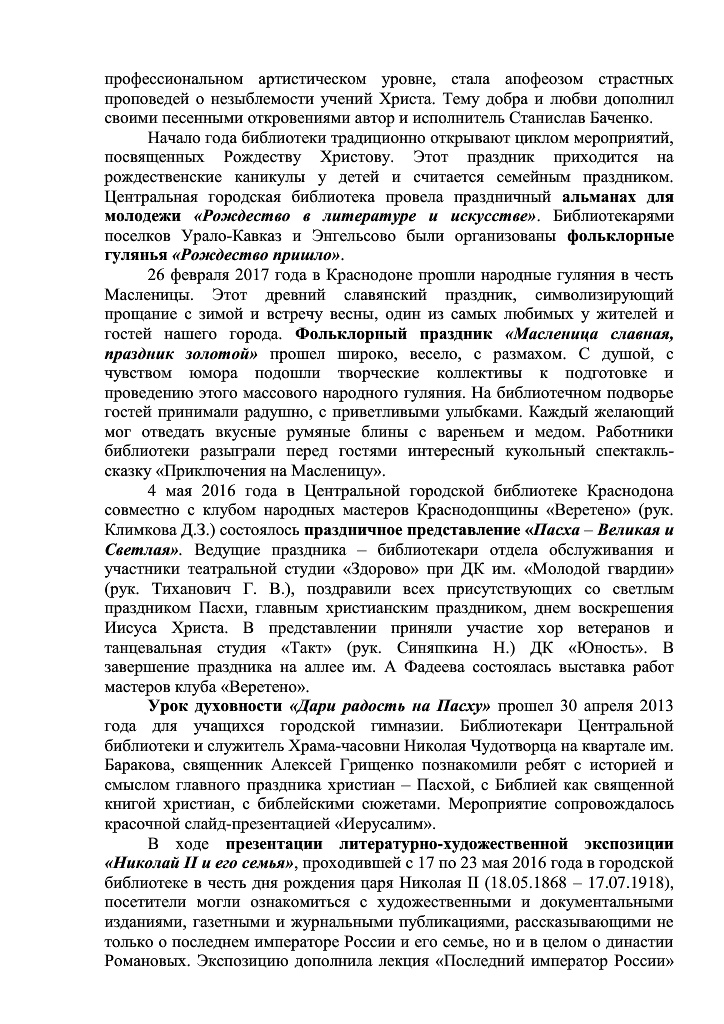 профессиональном артистическом уровне, стала апофеозом страстных
проповедей о незыблемости учений Христа. Тему добра и любви дополнил
своими песенными откровениями автор и исполнитель Станислав Баченко.
Начало года библиотеки традиционно открывают циклом мероприятий,
посвященных Рождеству Христову. Этот праздник приходится на
рождественские каникулы у детей и считается семейным праздником.
Центральная городская библиотека провела праздничный альманах для
молодежи «Рождество в литературе и искусстве». Библиотекарями
поселков Урало-Кавказ и Энгельсово были организованы фольклорные
гулянья «Рождество пришло».
26 февраля 2017 года в Краснодоне прошли народные гуляния в честь
Масленицы. Этот древний славянский праздник, символизирующий
прощание с зимой и встречу весны, один из самых любимых у жителей и
гостей нашего города. Фольклорный праздник «Масленица славная,
праздник золотой» прошел широко, весело, с размахом. С душой, с
чувством юмора подошли творческие коллективы к подготовке и
проведению этого массового народного гуляния. На библиотечном подворье
гостей принимали радушно, с приветливыми улыбками. Каждый желающий
мог отведать вкусные румяные блины с вареньем и медом. Работники
библиотеки разыграли перед гостями интересный кукольный спектакль-
сказку «Приключения на Масленицу».
4 мая 2016 года в Центральной городской библиотеке Краснодона
совместно с клубом народных мастеров Краснодонщины «Веретено» (рук.
Климкова Д.З.) состоялось праздничное представление «Пасха – Великая и
Светлая». Ведущие праздника – библиотекари отдела обслуживания и
участники театральной студии «Здорово» при ДК им. «Молодой гвардии»
(рук. Тиханович Г. В.), поздравили всех присутствующих со светлым
праздником Пасхи, главным христианским праздником, днем воскрешения
Иисуса Христа. В представлении приняли участие хор ветеранов и
танцевальная студия «Такт» (рук. Синяпкина Н.) ДК «Юность». В
завершение праздника на аллее им. А Фадеева состоялась выставка работ
мастеров клуба «Веретено».
Урок духовности «Дари радость на Пасху» прошел 30 апреля 2013
года для учащихся городской гимназии. Библиотекари Центральной
библиотеки и служитель Храма-часовни Николая Чудотворца на квартале им.
Баракова, священник Алексей Грищенко познакомили ребят с историей и
смыслом главного праздника христиан – Пасхой, с Библией как священной
книгой христиан, с библейскими сюжетами. Мероприятие сопровождалось
красочной слайд-презентацией «Иерусалим».
В ходе презентации литературно-художественной экспозиции
«Николай II и его семья», проходившей с 17 по 23 мая 2016 года в городской
библиотеке в честь дня рождения царя Николая II (18.05.1868 – 17.07.1918),
посетители могли ознакомиться с художественными и документальными
изданиями, газетными и журнальными публикациями, рассказывающими не
только о последнем императоре России и его семье, но и в целом о династии
Романовых. Экспозицию дополнила лекция «Последний император России»